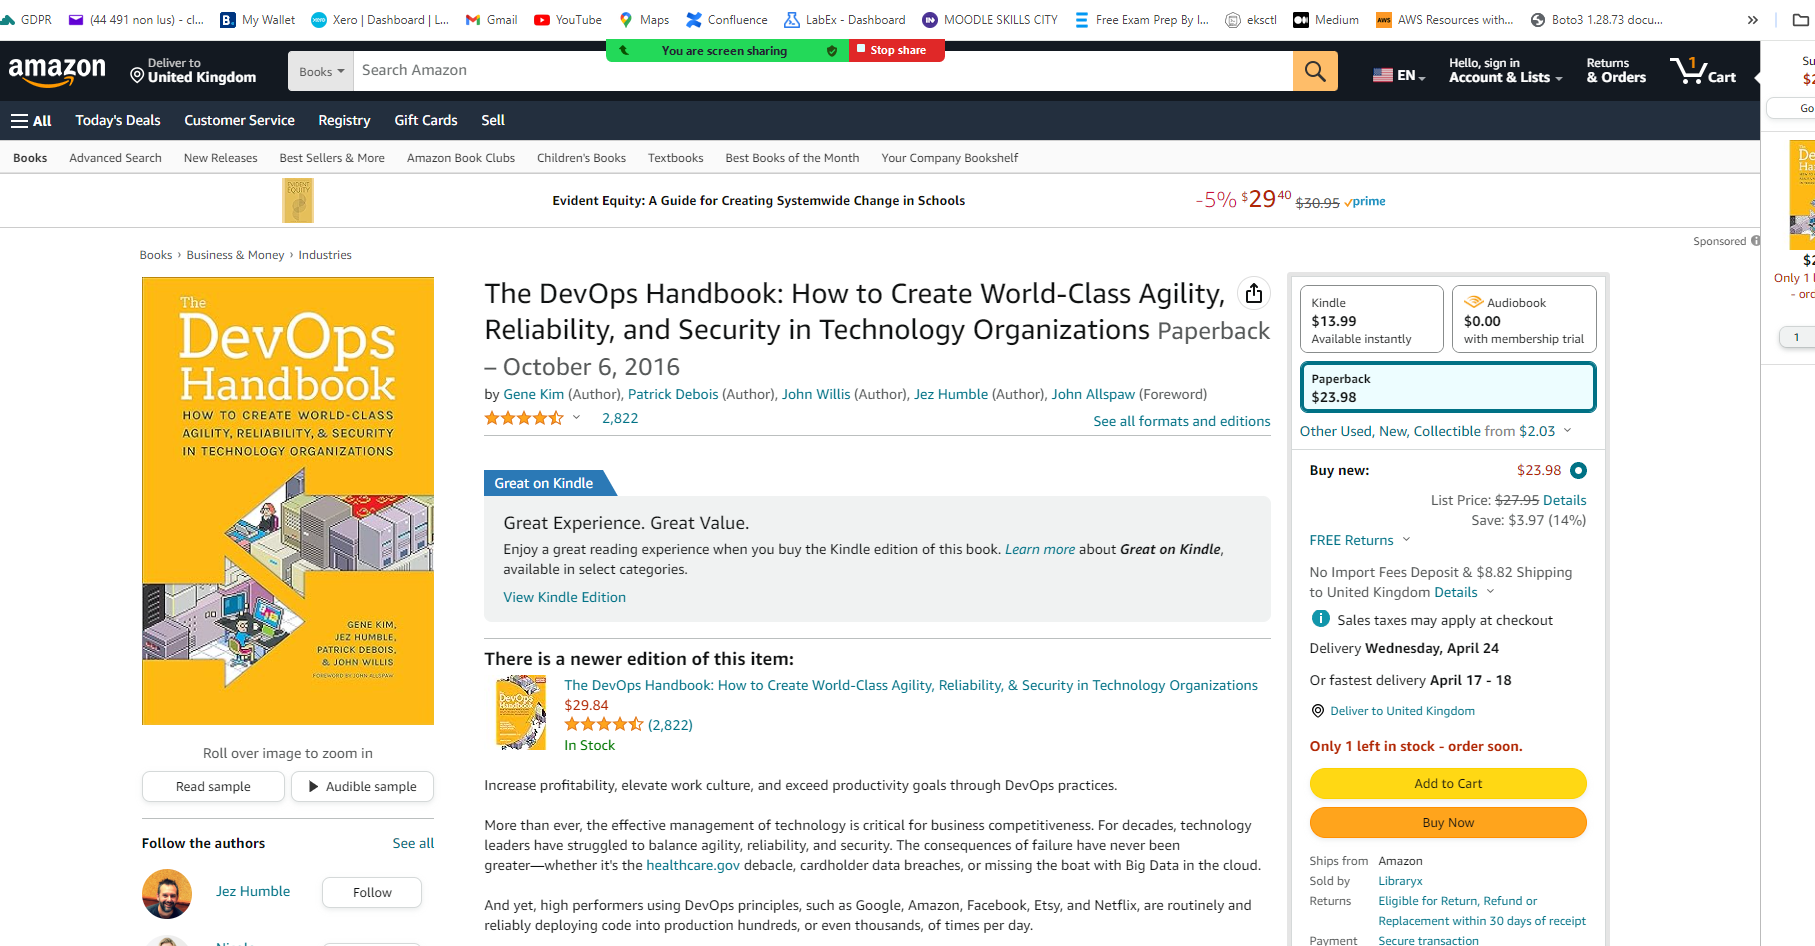 GDPR (44 491 non lus) - cl... My Wallet Xero | Dashboard | L... Gmail YouTube Maps Confluence LabEx - Dashboard MOODLE SKILLS CITY Free Exam Prep By I... eksctl Medium AWS Resources with... Boto3 1.28.73 docu... »
You are screen sharing Stop share
amazon
Deliver to
United Kingdom
Books
Search Amazon
EN
Hello, sign in
Account & Lists
Returns
& Orders
1
Cart
All Today's Deals Customer Service Registry Gift Cards Sell
Books Advanced Search New Releases Best Sellers & More Amazon Book Clubs Children's Books Textbooks Best Books of the Month Your Company Bookshelf
EVIDENT
EQUITY
Evident Equity: A Guide for Creating Systemwide Change in Schools
-5% $29 40 $30.95 prime
Sponsored
Books › Business & Money › Industries
The
DevOps
Handbook
HOW TO CREATE WORLD-CLASS
AGILITY, RELIABILITY, & SECURITY
IN TECHNOLOGY ORGANIZATIONS
GENE KIM,
JEZ HUMBLE,
PATRICK DEBOIS,
& JOHN WILLIS
FOREWORD BY JOHN ALLSPAW
Roll over image to zoom in
Read sample
Audible sample
Follow the authors See all
Jez Humble Follow
The DevOps Handbook: How to Create World-Class Agility,
Reliability, and Security in Technology Organizations Paperback
– October 6, 2016
by Gene Kim (Author), Patrick Debois (Author), John Willis (Author), Jez Humble (Author), John Allspaw (Foreword)
2,822
See all formats and editions
Great on Kindle
Great Experience. Great Value.
Enjoy a great reading experience when you buy the Kindle edition of this book. Learn more about Great on Kindle,
available in select categories.
View Kindle Edition
There is a newer edition of this item:
The DevOps Handbook: How to Create World-Class Agility, Reliability, & Security in Technology Organizations
$29.84
(2,822)
In Stock
Increase profitability, elevate work culture, and exceed productivity goals through DevOps practices.
More than ever, the effective management of technology is critical for business competitiveness. For decades, technology
leaders have struggled to balance agility, reliability, and security. The consequences of failure have never been
greater—whether it's the healthcare.gov debacle, cardholder data breaches, or missing the boat with Big Data in the cloud.
And yet, high performers using DevOps principles, such as Google, Amazon, Facebook, Etsy, and Netflix, are routinely and
reliably deploying code into production hundreds, or even thousands, of times per day.
Kindle
$13.99
Available instantly
Audiobook
$0.00
with membership trial
Paperback
$23.98
Other Used, New, Collectible from $2.03
Buy new: $23.98
List Price: $27.95 Details
Save: $3.97 (14%)
FREE Returns
No Import Fees Deposit & $8.82 Shipping
to United Kingdom Details
Sales taxes may apply at checkout
Delivery Wednesday, April 24
Or fastest delivery April 17 - 18
Deliver to United Kingdom
Only 1 left in stock - order soon.
Add to Cart
Buy Now
Ships from Amazon
Sold by Libraryx
Returns Eligible for Return, Refund or
Replacement within 30 days of receipt
Payment Secure transaction
Su
$2
Go
$2
Only 1 l
- orc
1